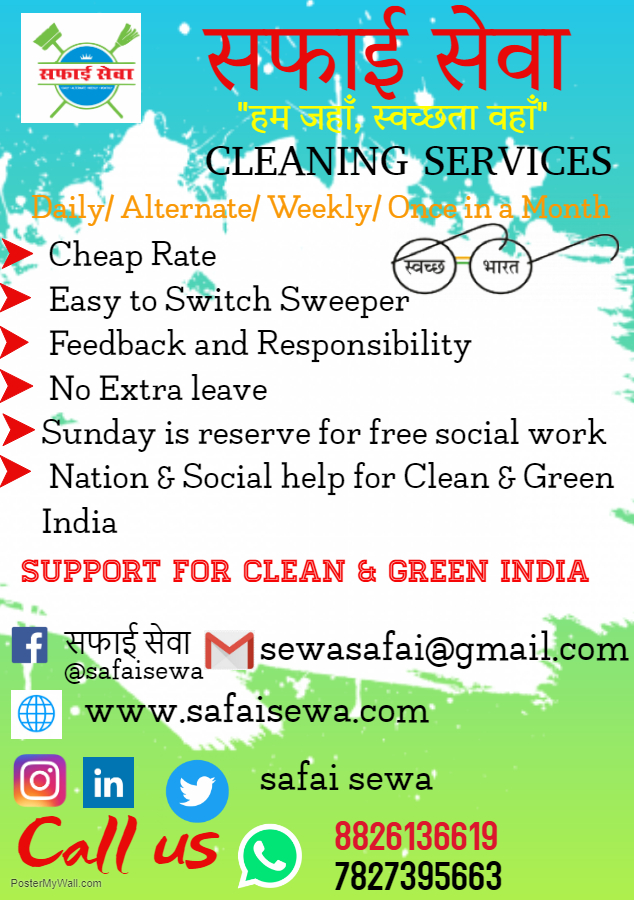 सफाई सेवा
सफाई सेवा
"हम जहाँ, स्वच्छता वहाँ"
CLEANING SERVICES
Daily/ Alternate/ Weekly/ Once in a Month
Cheap Rate
स्वच्छ भारत
Easy to Switch Sweeper
Feedback and Responsibility
No Extra leave
Sunday is reserve for free social work
Nation & Social help for Clean & Green
India
SUPPORT FOR CLEAN & GREEN INDIA
सफाई सेवा
@safaisewa
sewasafai@gmail.com
www.safaisewa.com
safai sewa
Call us
8826136619
7827395663
PosterMyWall.com